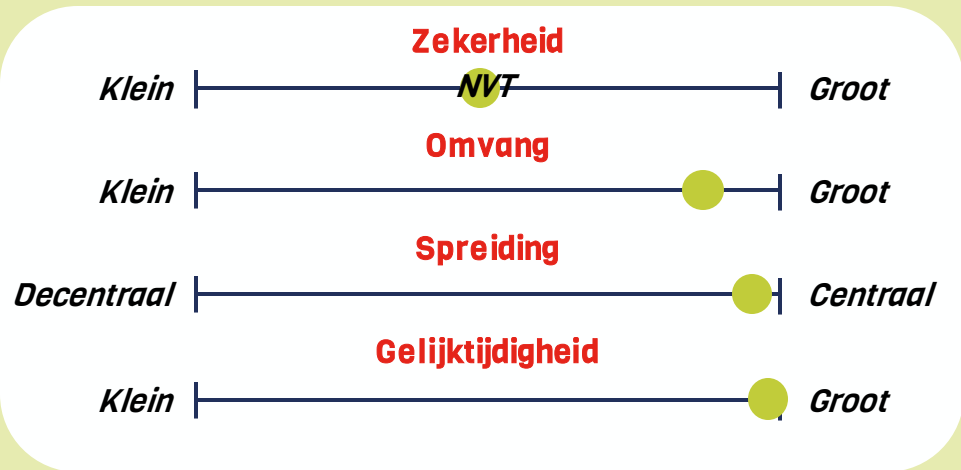 Zekerheid
Klein NVT Groot
Omvang
Klein Groot
Spreiding
Decentraal Centraal
Gelijktijdigheid
Klein Groot